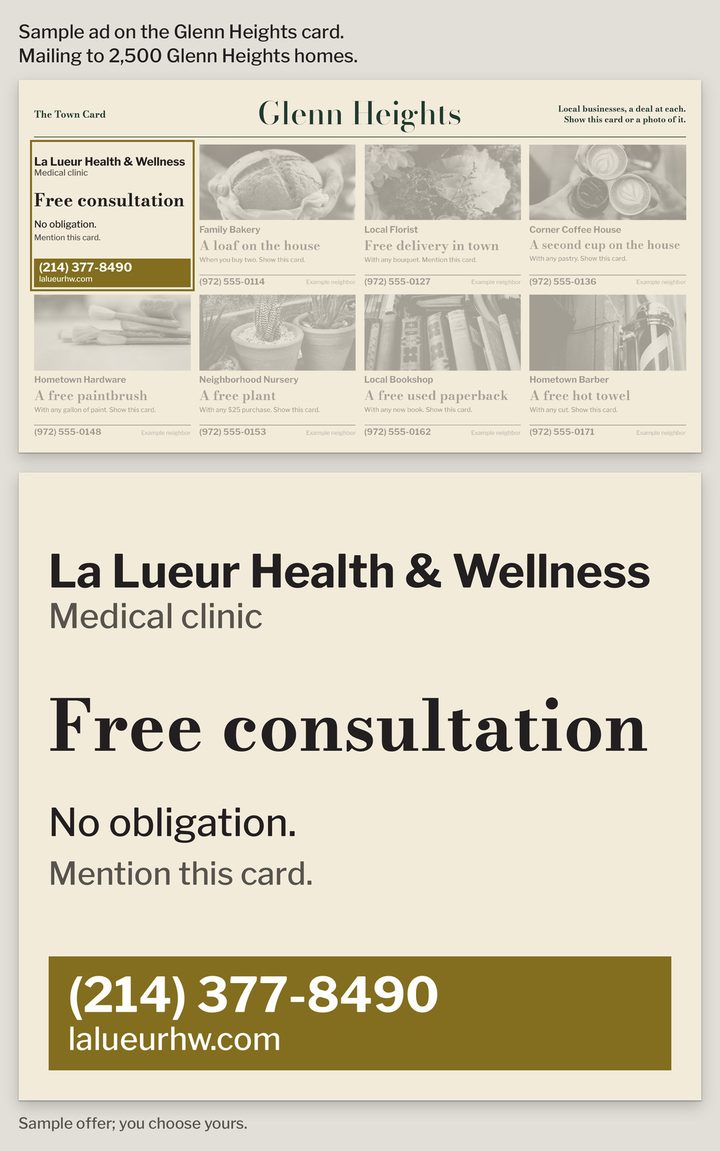 Sample ad on the Glenn Heights card.
Mailing to 2,500 Glenn Heights homes.
The Town Card
Glenn Heights
Local businesses, a deal at each.
Show this card or a photo of it.
La Lueur Health & Wellness
Medical clinic
Free consultation
No obligation.
Mention this card.
(214) 377-8490
lalueurhw.com
Family Bakery
A loaf on the house
When you buy two. Show this card.
(972) 555-0114
Example neighbor
Local Florist
Free delivery in town
With any bouquet. Mention this card.
(972) 555-0127
Example neighbor
Corner Coffee House
A second cup on the house
With any pastry. Show this card.
(972) 555-0136
Example neighbor
Hometown Hardware
A free paintbrush
With any gallon of paint. Show this card.
(972) 555-0148
Example neighbor
Neighborhood Nursery
A free plant
With any $25 purchase. Show this card.
(972) 555-0153
Example neighbor
Local Bookshop
A free used paperback
With any new book. Show this card.
(972) 555-0162
Example neighbor
Hometown Barber
A free hot towel
With any cut. Show this card.
(972) 555-0171
Example neighbor
La Lueur Health & Wellness
Medical clinic
Free consultation
No obligation.
Mention this card.
(214) 377-8490
lalueurhw.com
Sample offer; you choose yours.